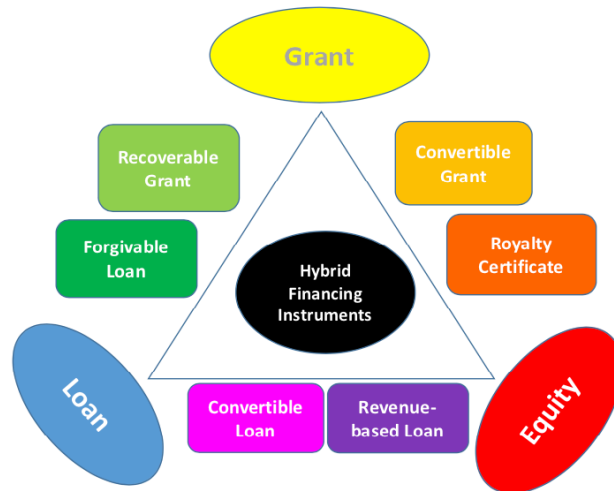 Grant
Recoverable
Grant
Convertible
Grant
Forgivable
Loan
Royalty
Certificate
Hybrid
Financing
Instruments
Loan
Convertible
Loan
Revenue-
based Loan
Equity